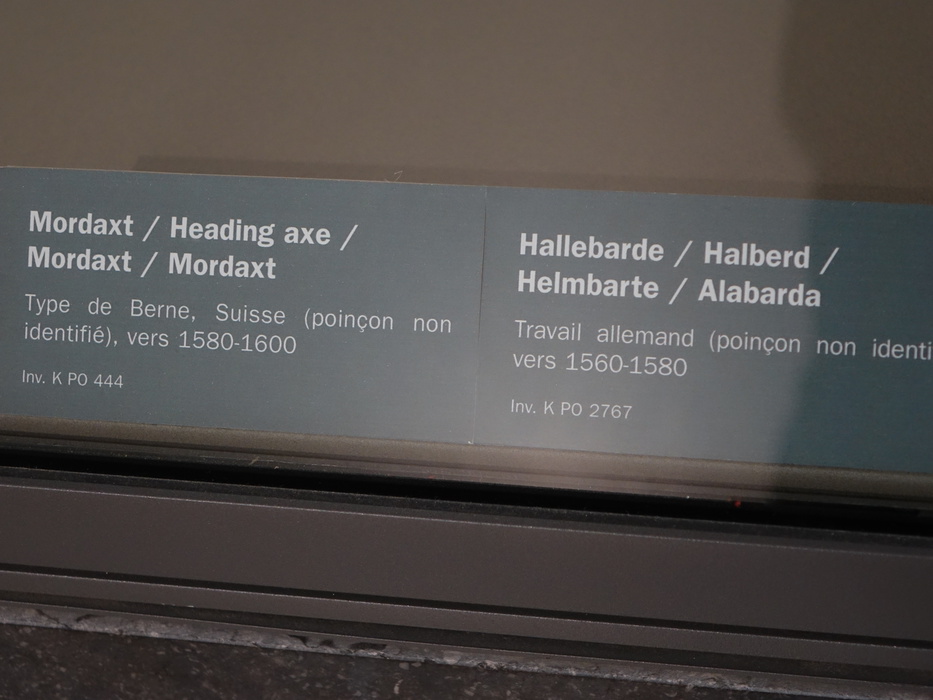 Mordaxt / Heading axe /
Mordaxt / Mordaxt
Type de Berne, Suisse (poinçon non
identifié), vers 1580-1600
Inv. K PO 444
Hallebarde / Halberd /
Helmbarte / Alabarda
Travail allemand (poinçon non identi
vers 1560-1580
Inv. K PO 2767